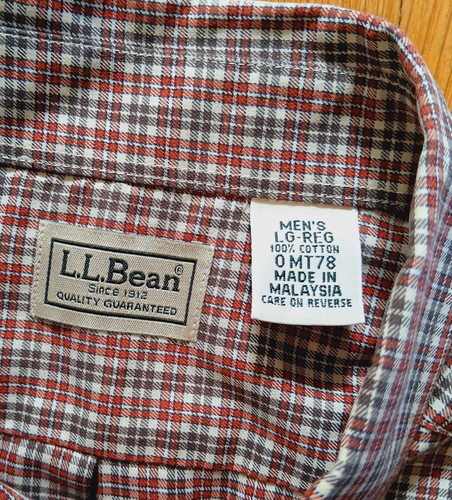 L.L.Bean®
Since 1912
QUALITY GUARANTEED
MEN'S
LG-REG
100% COTTON
0 MT78
MADE IN
MALAYSIA
CARE ON REVERSE